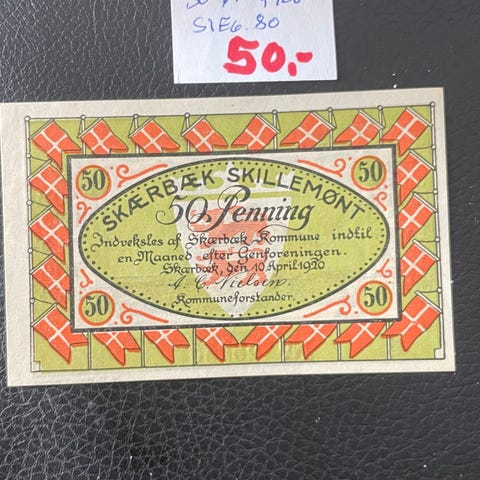 SIEG. 80
50,-
SKÆRBÆK SKILLEMØNT
50 Penning
Indveksles af Skærbæk Kommune indtil
en Maaned efter Genforeningen.
Skærbæk, den 10 April 1920
A. C. Nielsen.
Kommuneforstander.
50
50
50
50